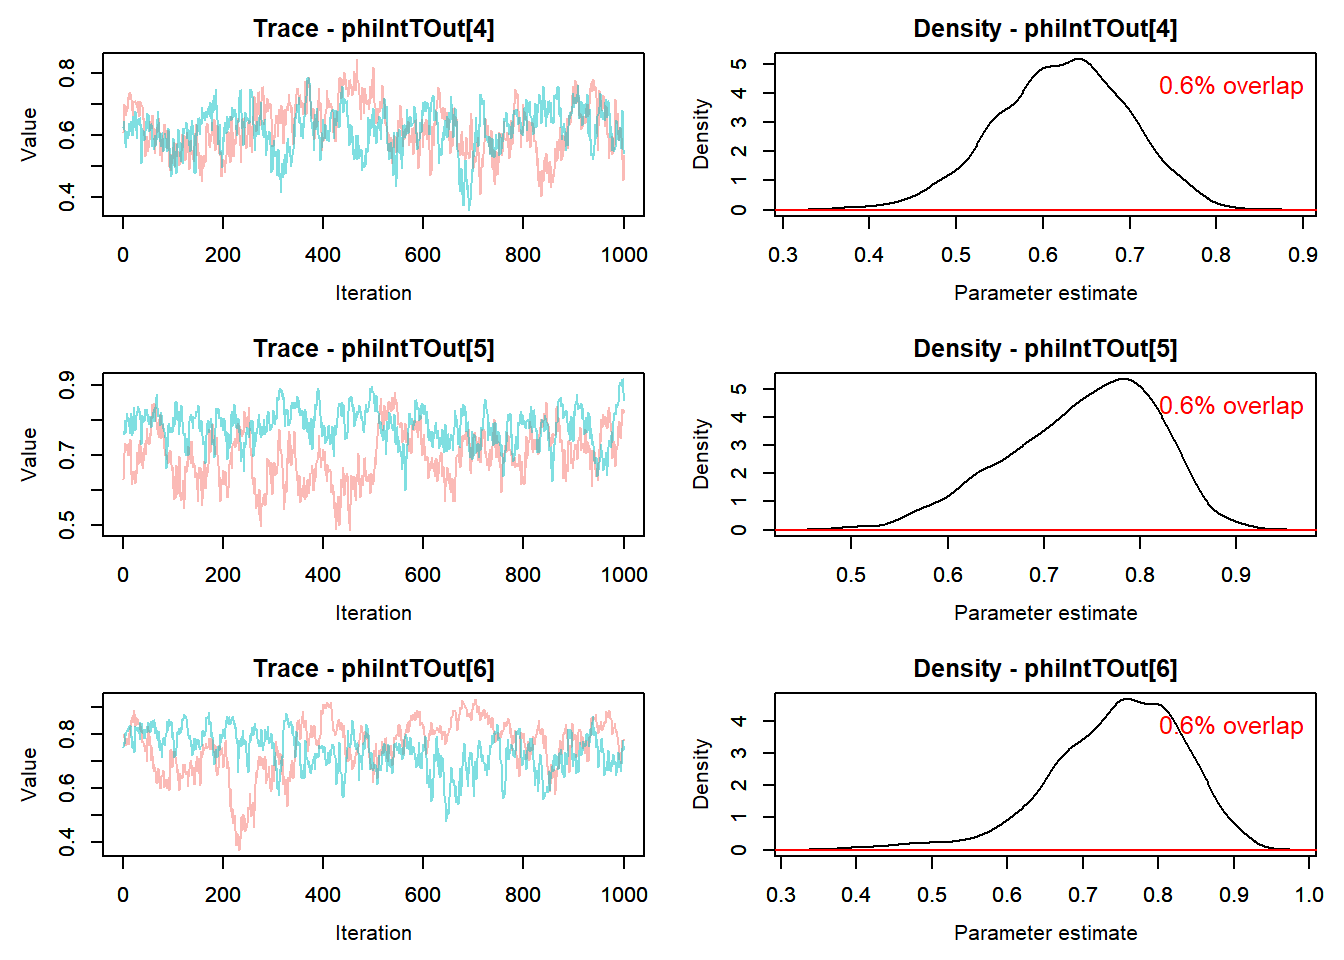 Trace - phiIntTOut[4]
Value
0.4 0.6 0.8
0 200 400 600 800 1000
Iteration
Density - phiIntTOut[4]
0.6% overlap
Density
0 1 2 3 4 5
0.3 0.4 0.5 0.6 0.7 0.8 0.9
Parameter estimate
Trace - phiIntTOut[5]
Value
0.5 0.7 0.9
0 200 400 600 800 1000
Iteration
Density - phiIntTOut[5]
0.6% overlap
Density
0 1 2 3 4 5
0.5 0.6 0.7 0.8 0.9
Parameter estimate
Trace - phiIntTOut[6]
Value
0.4 0.6 0.8
0 200 400 600 800 1000
Iteration
Density - phiIntTOut[6]
0.6% overlap
Density
0 1 2 3 4
0.3 0.4 0.5 0.6 0.7 0.8 0.9 1.0
Parameter estimate